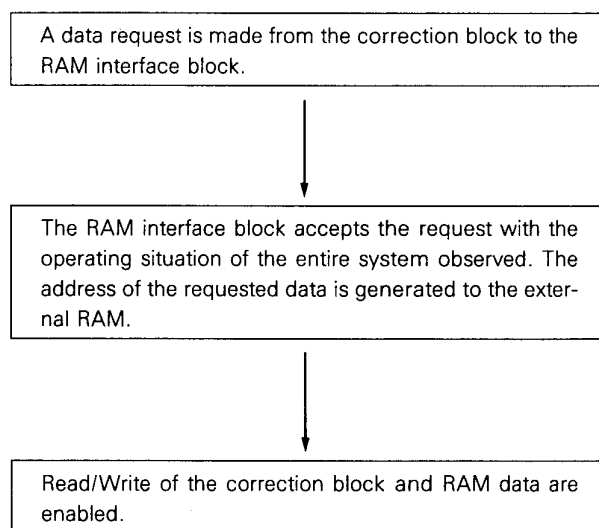 A data request is made from the correction block to the
RAM interface block.
The RAM interface block accepts the request with the
operating situation of the entire system observed. The
address of the requested data is generated to the exter-
nal RAM.
Read/Write of the correction block and RAM data are
enabled.